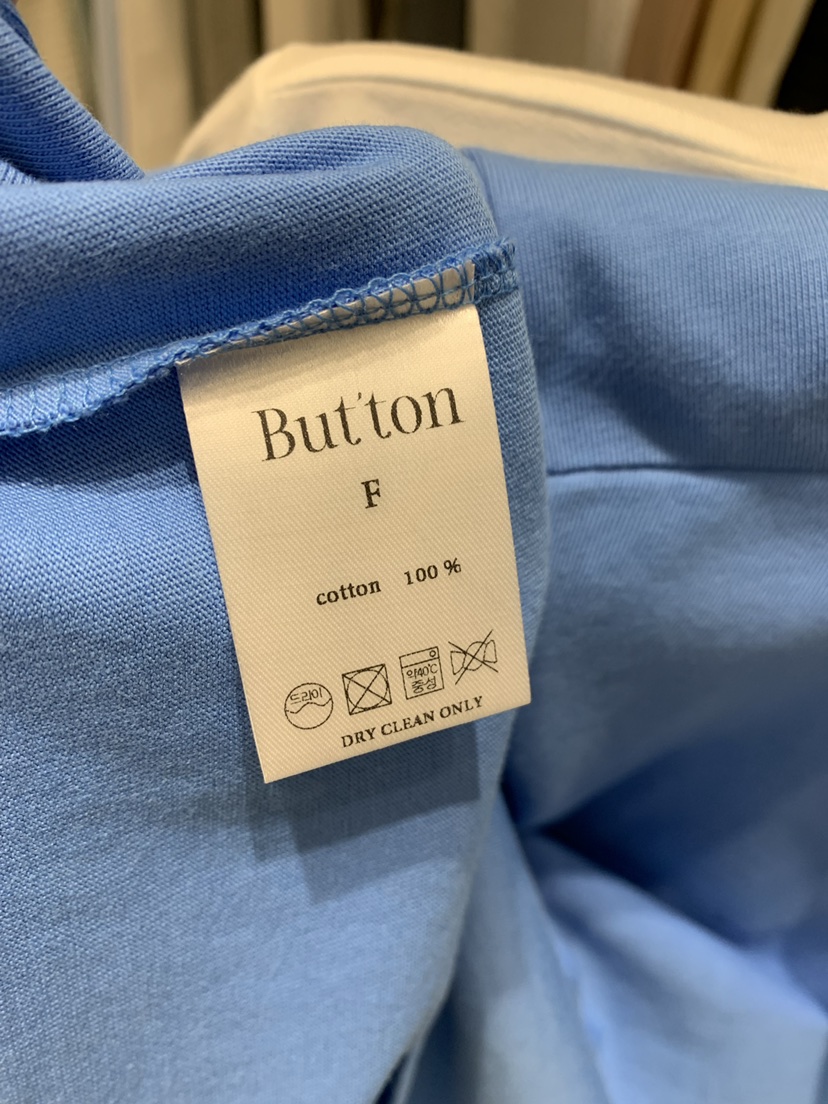 But'ton
F
cotton 100 %
드라이
약40℃
중성
DRY CLEAN ONLY